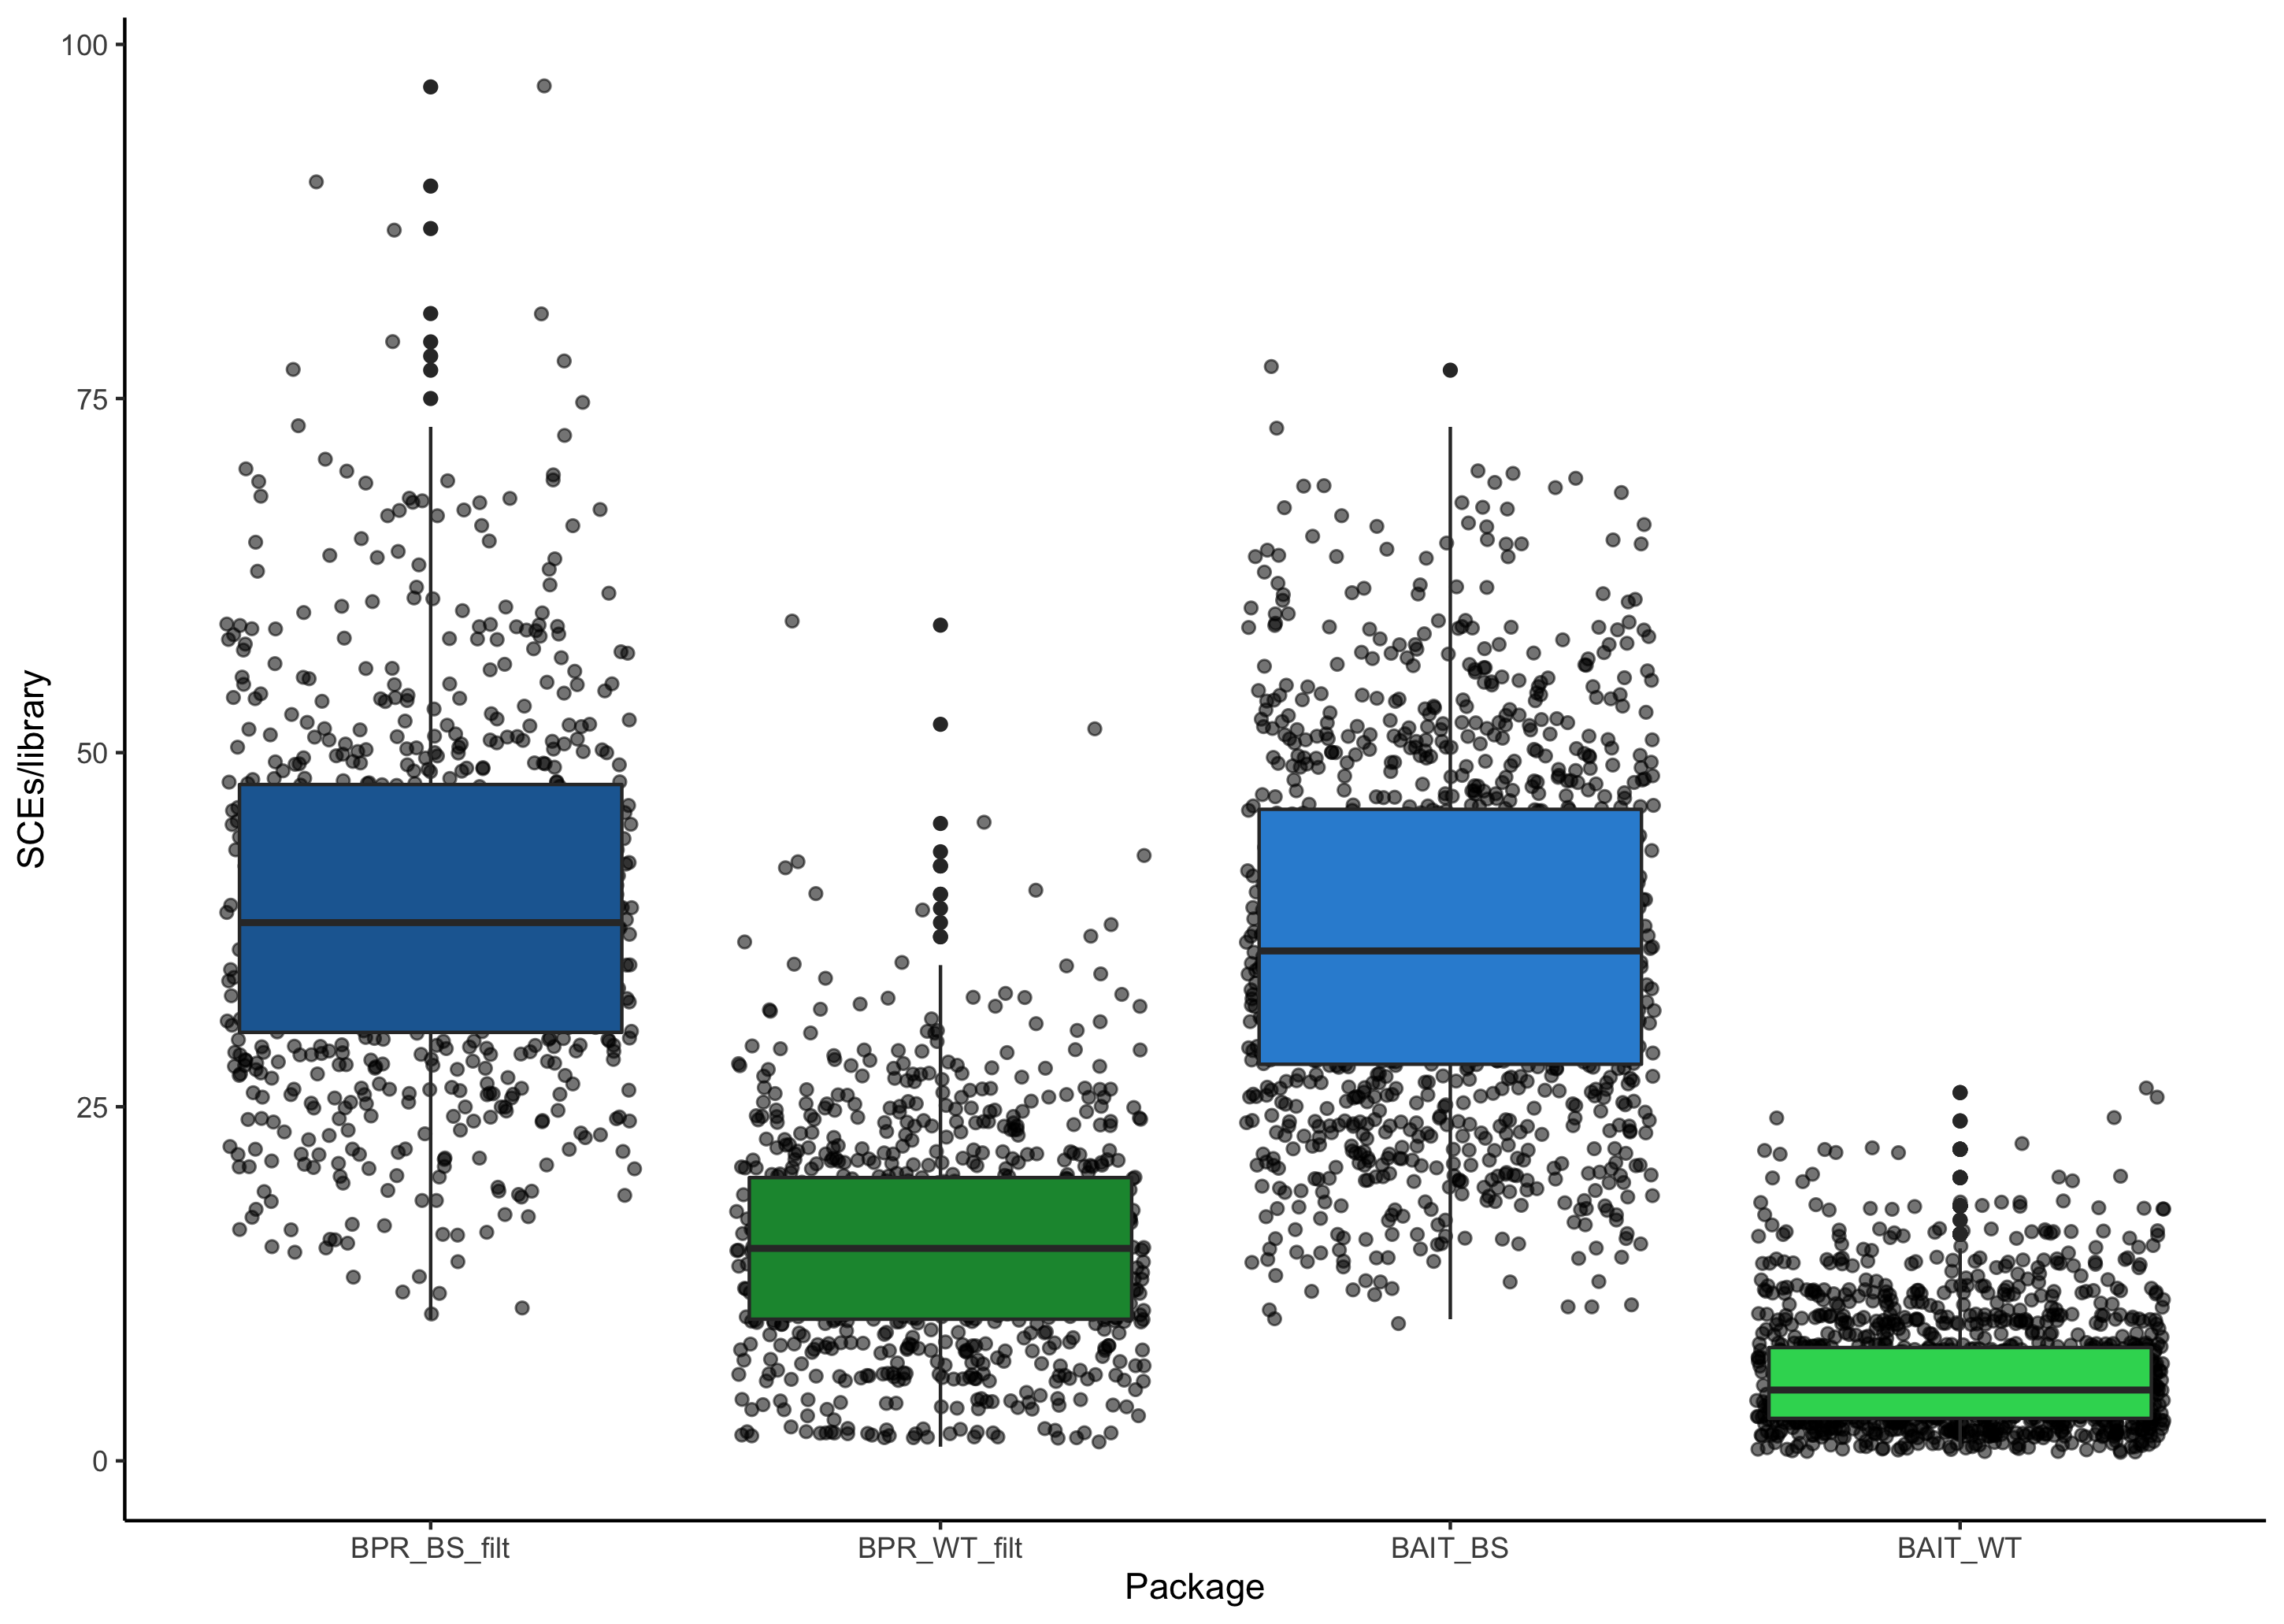 100
75
50
25
0
SCEs/library
BPR_BS_filt
BPR_WT_filt
BAIT_BS
BAIT_WT
Package